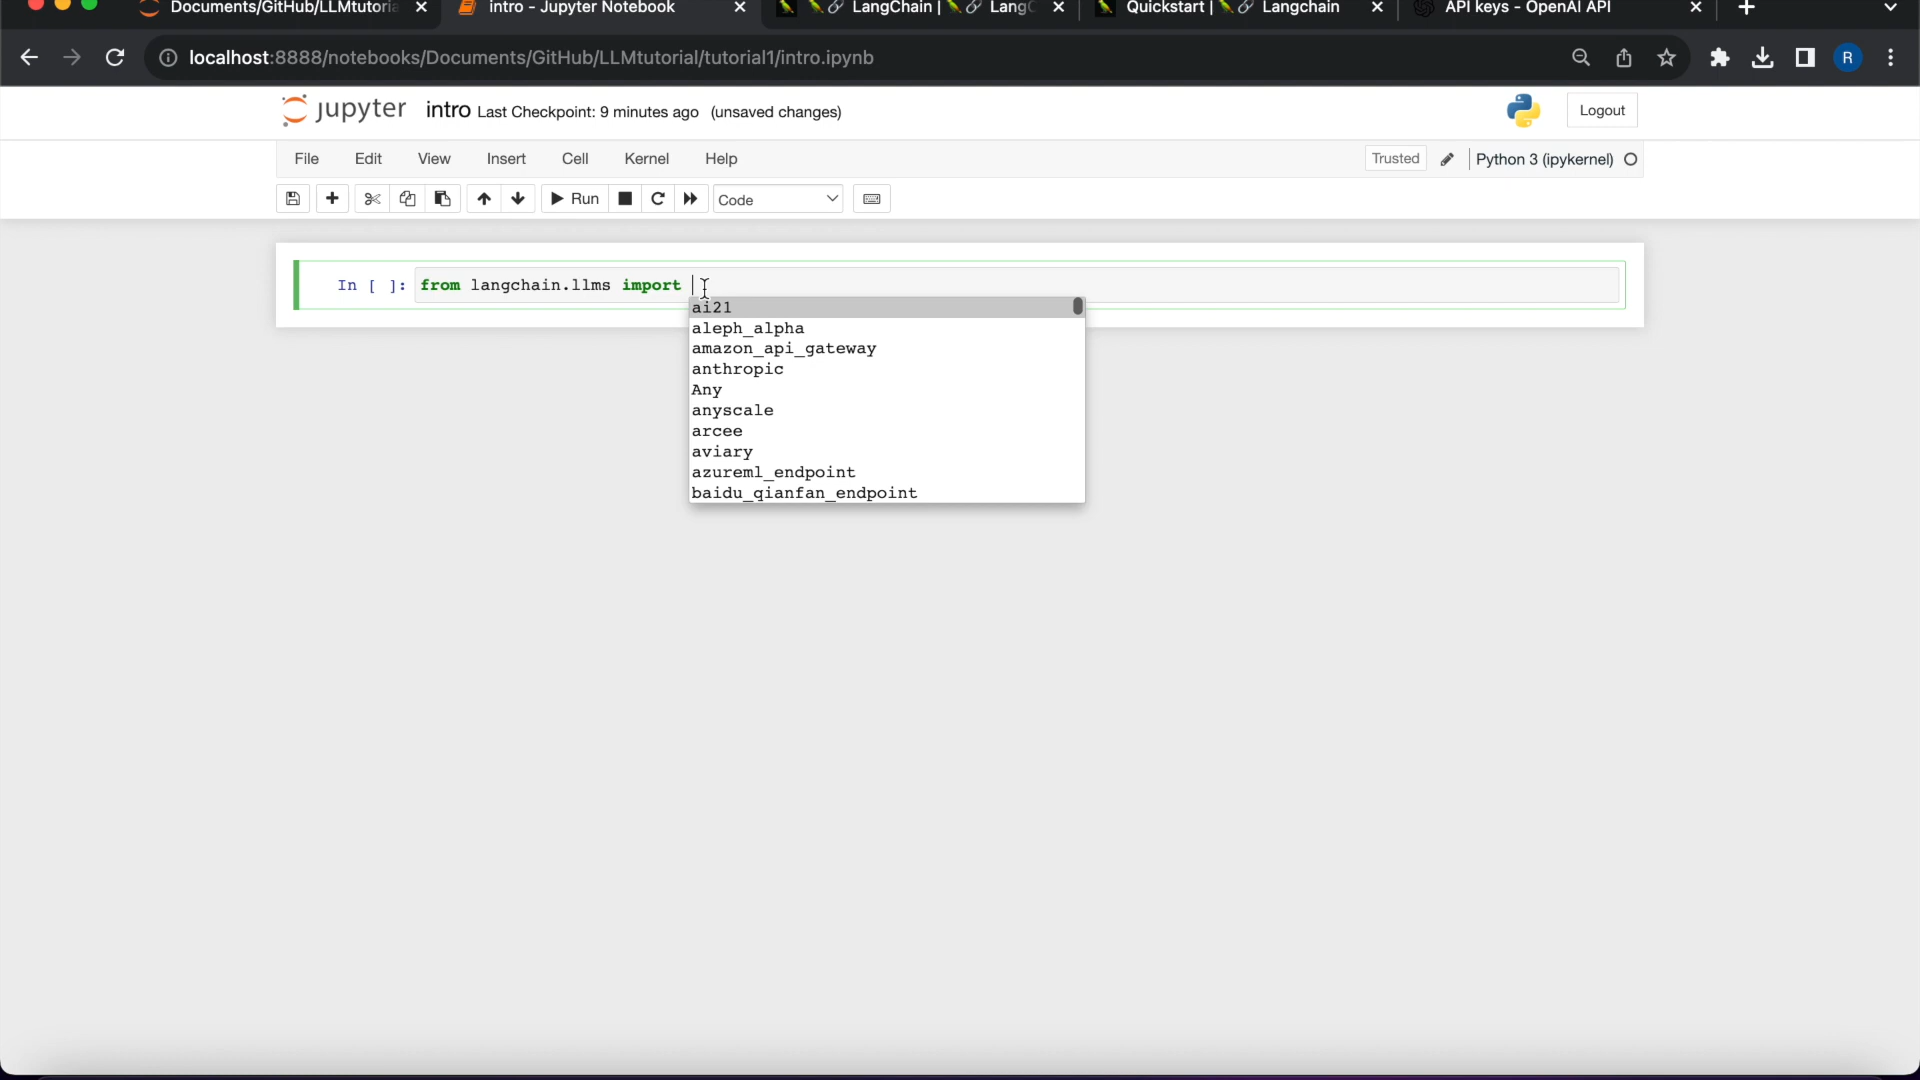 Documents/GitHub/LLMtutoria
intro - Jupyter Notebook
LangChain | LangC
Quickstart | Langchain
API keys - OpenAI API
localhost:8888/notebooks/Documents/GitHub/LLMtutorial/tutorial1/intro.ipynb
R
jupyter intro Last Checkpoint: 9 minutes ago (unsaved changes)
Logout
File Edit View Insert Cell Kernel Help
Trusted Python 3 (ipykernel)
Run Code
In [ ]: from langchain.llms import
ai21
aleph_alpha
amazon_api_gateway
anthropic
Any
anyscale
arcee
aviary
azureml_endpoint
baidu_qianfan_endpoint